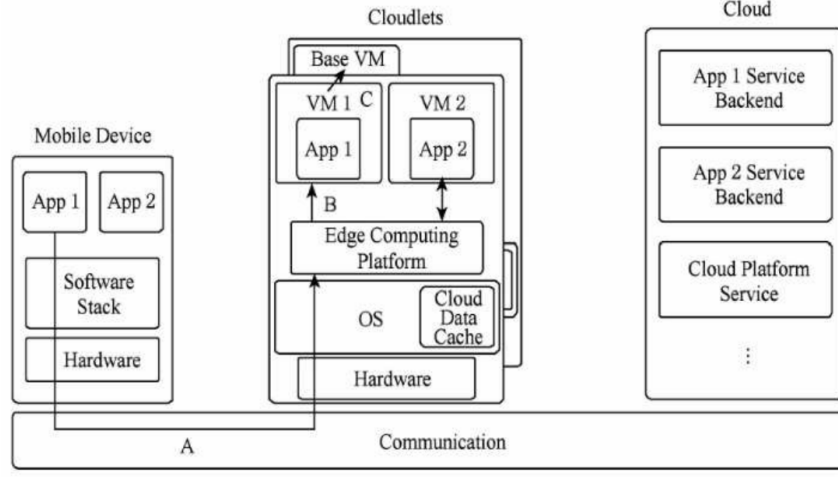 Cloudlets
Cloud
Mobile Device
App 1
App 2
Software
Stack
Hardware
Base VM
VM 1
C
VM 2
App 1
App 2
B
Edge Computing
Platform
OS
Cloud
Data
Cache
Hardware
App 1 Service
Backend
App 2 Service
Backend
Cloud Platform
Service
⋮
A
Communication